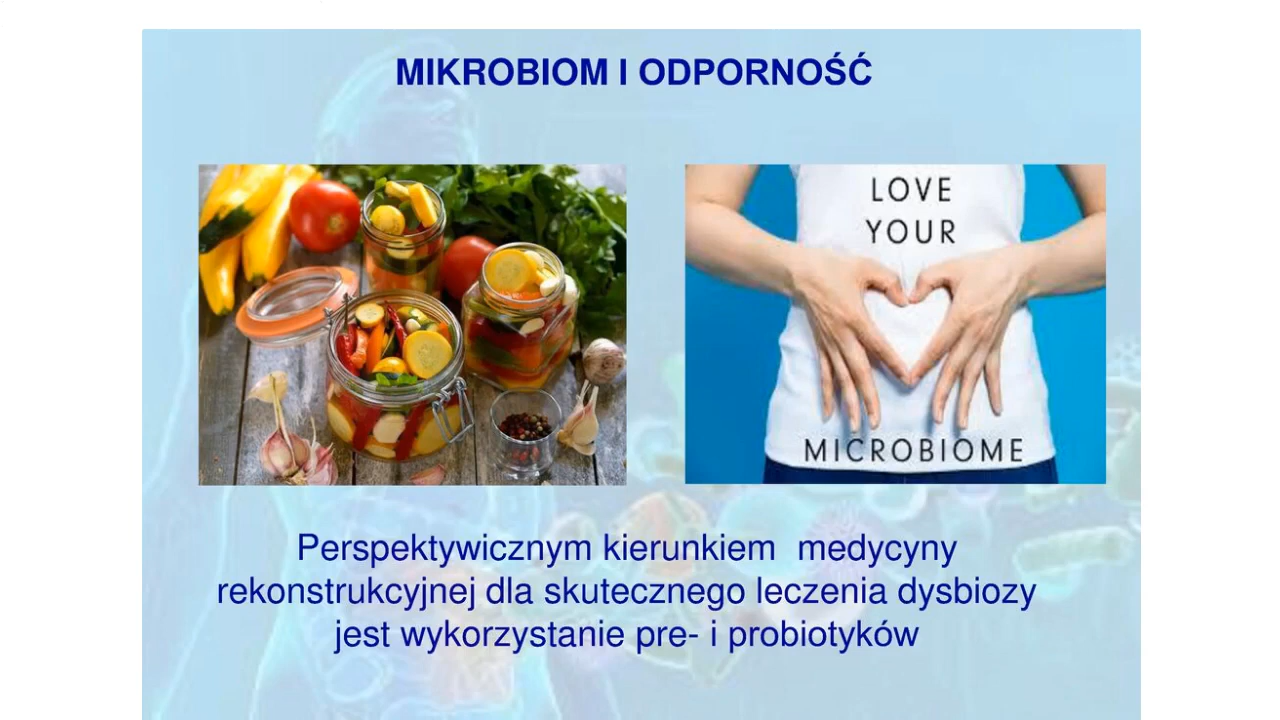 MIKROBIOM I ODPORNOŚĆ
LOVE
YOUR
MICROBIOME
Perspektywicznym kierunkiem medycyny
rekonstrukcyjnej dla skutecznego leczenia dysbiozy
jest wykorzystanie pre- i probiotyków